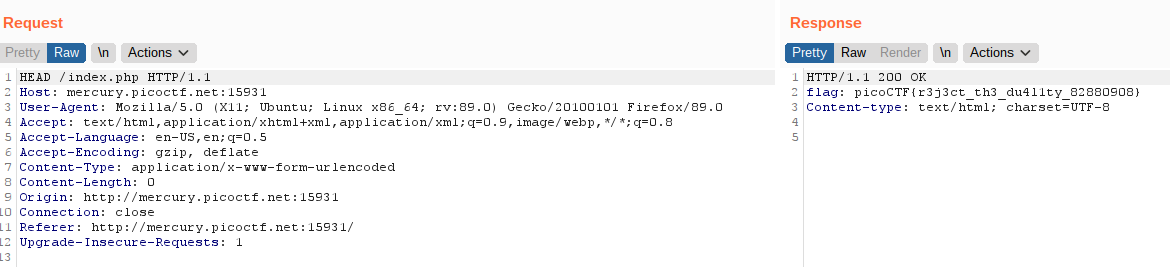 Request
Pretty Raw \n Actions
1 HEAD /index.php HTTP/1.1
2 Host: mercury.picoctf.net:15931
3 User-Agent: Mozilla/5.0 (X11; Ubuntu; Linux x86_64; rv:89.0) Gecko/20100101 Firefox/89.0
4 Accept: text/html,application/xhtml+xml,application/xml;q=0.9,image/webp,*/*;q=0.8
5 Accept-Language: en-US,en;q=0.5
6 Accept-Encoding: gzip, deflate
7 Content-Type: application/x-www-form-urlencoded
8 Content-Length: 0
9 Origin: http://mercury.picoctf.net:15931
10 Connection: close
11 Referer: http://mercury.picoctf.net:15931/
12 Upgrade-Insecure-Requests: 1
13
Response
Pretty Raw Render \n Actions
1 HTTP/1.1 200 OK
2 flag: picoCTF{r3j3ct_th3_du4l1ty_82880908}
3 Content-type: text/html; charset=UTF-8
4
5